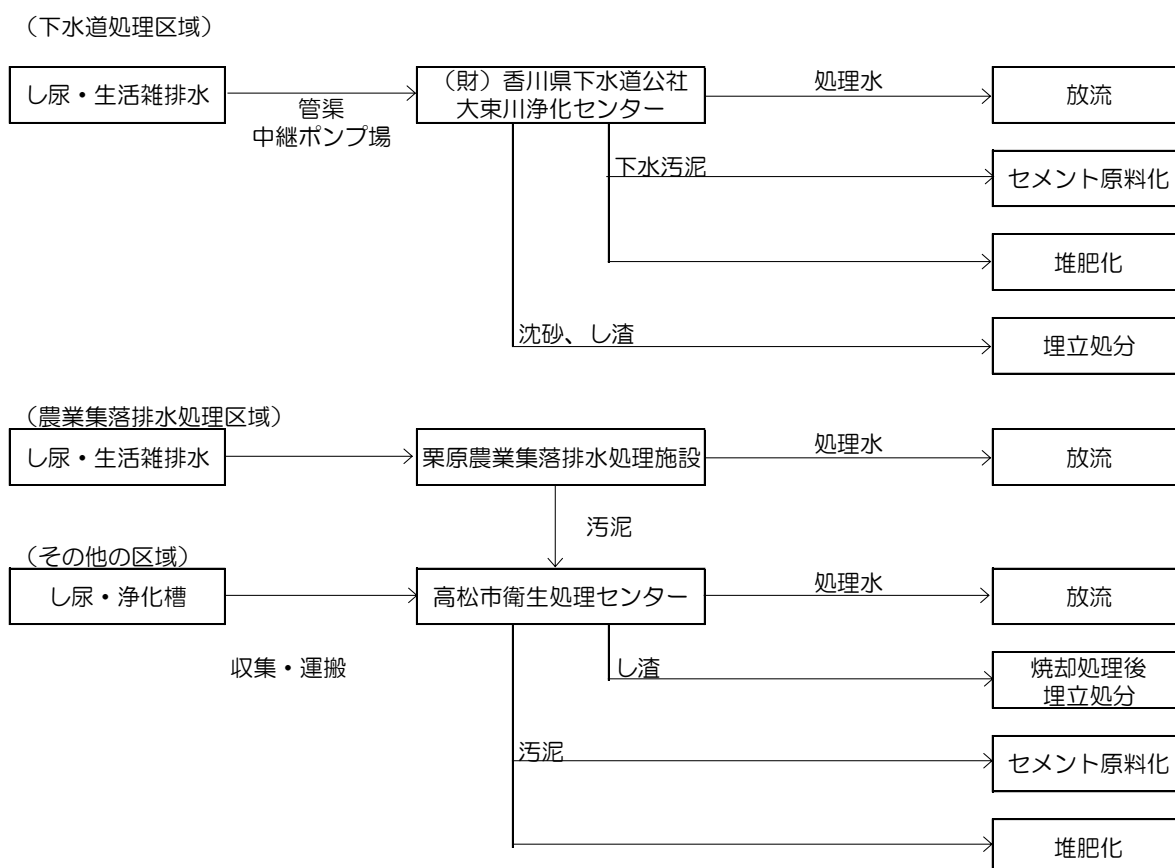 （下水道処理区域）
し尿・生活雑排水
管渠
中継ポンプ場
（財）香川県下水道公社
大束川浄化センター
処理水
放流
下水汚泥
セメント原料化
堆肥化
沈砂、し渣
埋立処分
（農業集落排水処理区域）
し尿・生活雑排水
栗原農業集落排水処理施設
処理水
放流
汚泥
（その他の区域）
し尿・浄化槽
収集・運搬
高松市衛生処理センター
処理水
放流
し渣
焼却処理後
埋立処分
汚泥
セメント原料化
堆肥化